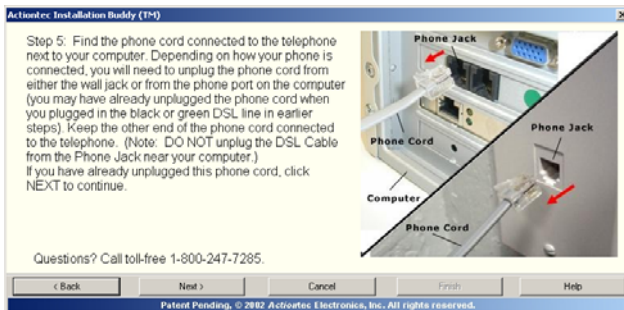 Actiontec Installation Buddy (TM)
Step 5: Find the phone cord connected to the telephone
next to your computer. Depending on how your phone is
connected, you will need to unplug the phone cord from
either the wall jack or from the phone port on the computer
(you may have already unplugged the phone cord when
you plugged in the black or green DSL line in earlier
steps). Keep the other end of the phone cord connected
to the telephone. (Note: DO NOT unplug the DSL Cable
from the Phone Jack near your computer.)
If you have already unplugged this phone cord, click
NEXT to continue.
Questions? Call toll-free 1-800-247-7285.
Phone Jack
Phone Cord
Computer
Phone Jack
Phone Cord
< Back
Next >
Cancel
Finish
Help
Patent Pending, © 2002 Actiontec Electronics, Inc. All rights reserved.